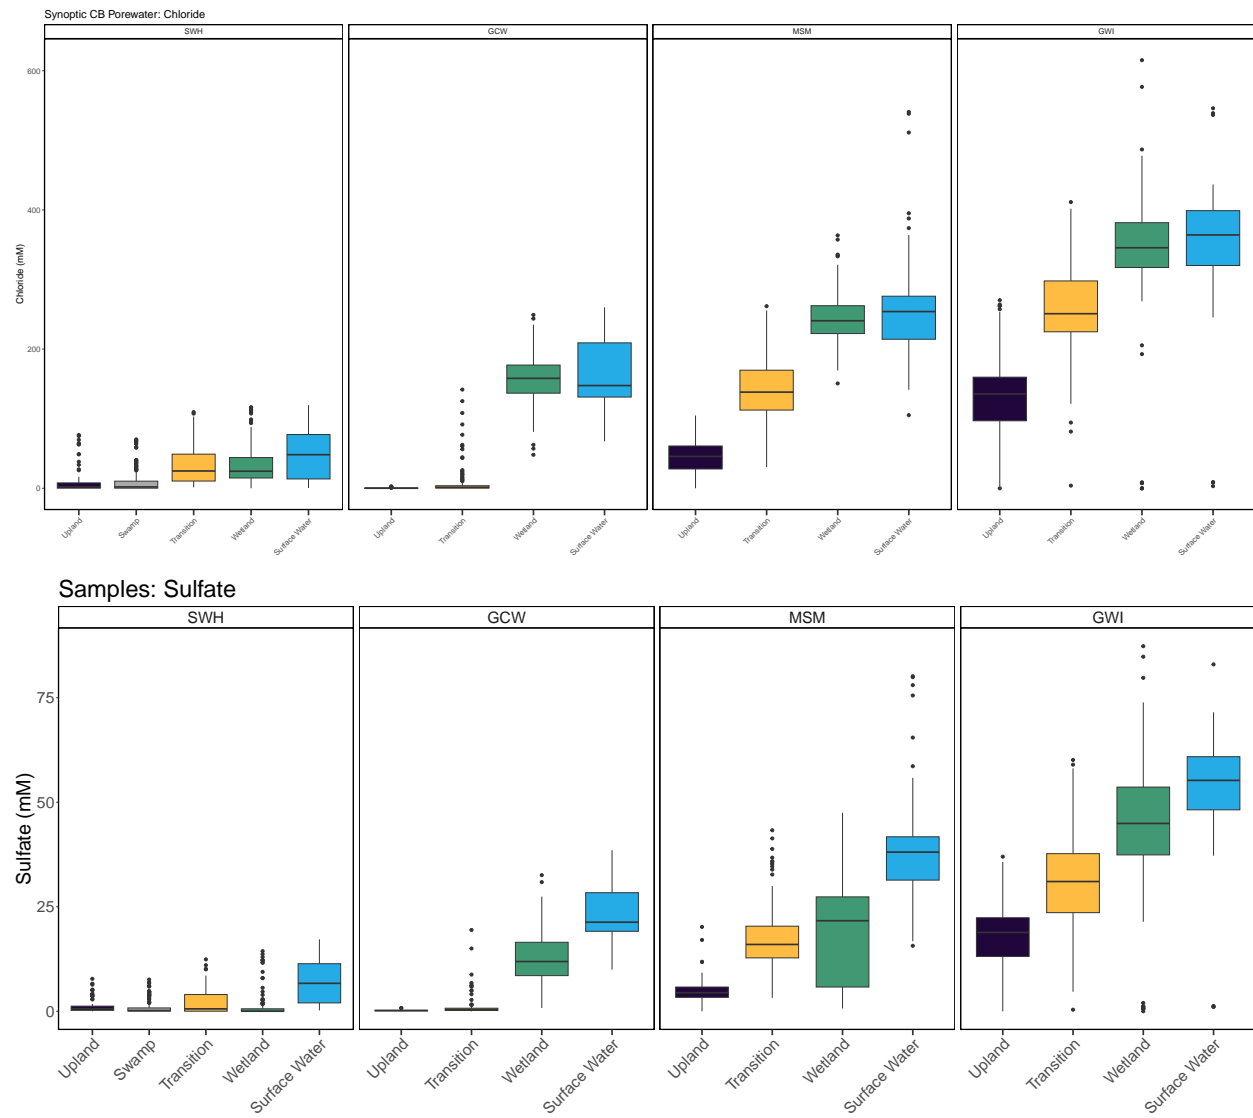 Synoptic CB Porewater: Chloride
SWH GCW MSM GWI
Chloride (mM)
600
400
200
0
Upland Swamp Transition Wetland Surface Water Upland Transition Wetland Surface Water Upland Transition Wetland Surface Water Upland Transition Wetland Surface Water
Samples: Sulfate
SWH GCW MSM GWI
Sulfate (mM)
75
50
25
0
Upland Swamp Transition Wetland Surface Water Upland Transition Wetland Surface Water Upland Transition Wetland Surface Water Upland Transition Wetland Surface Water